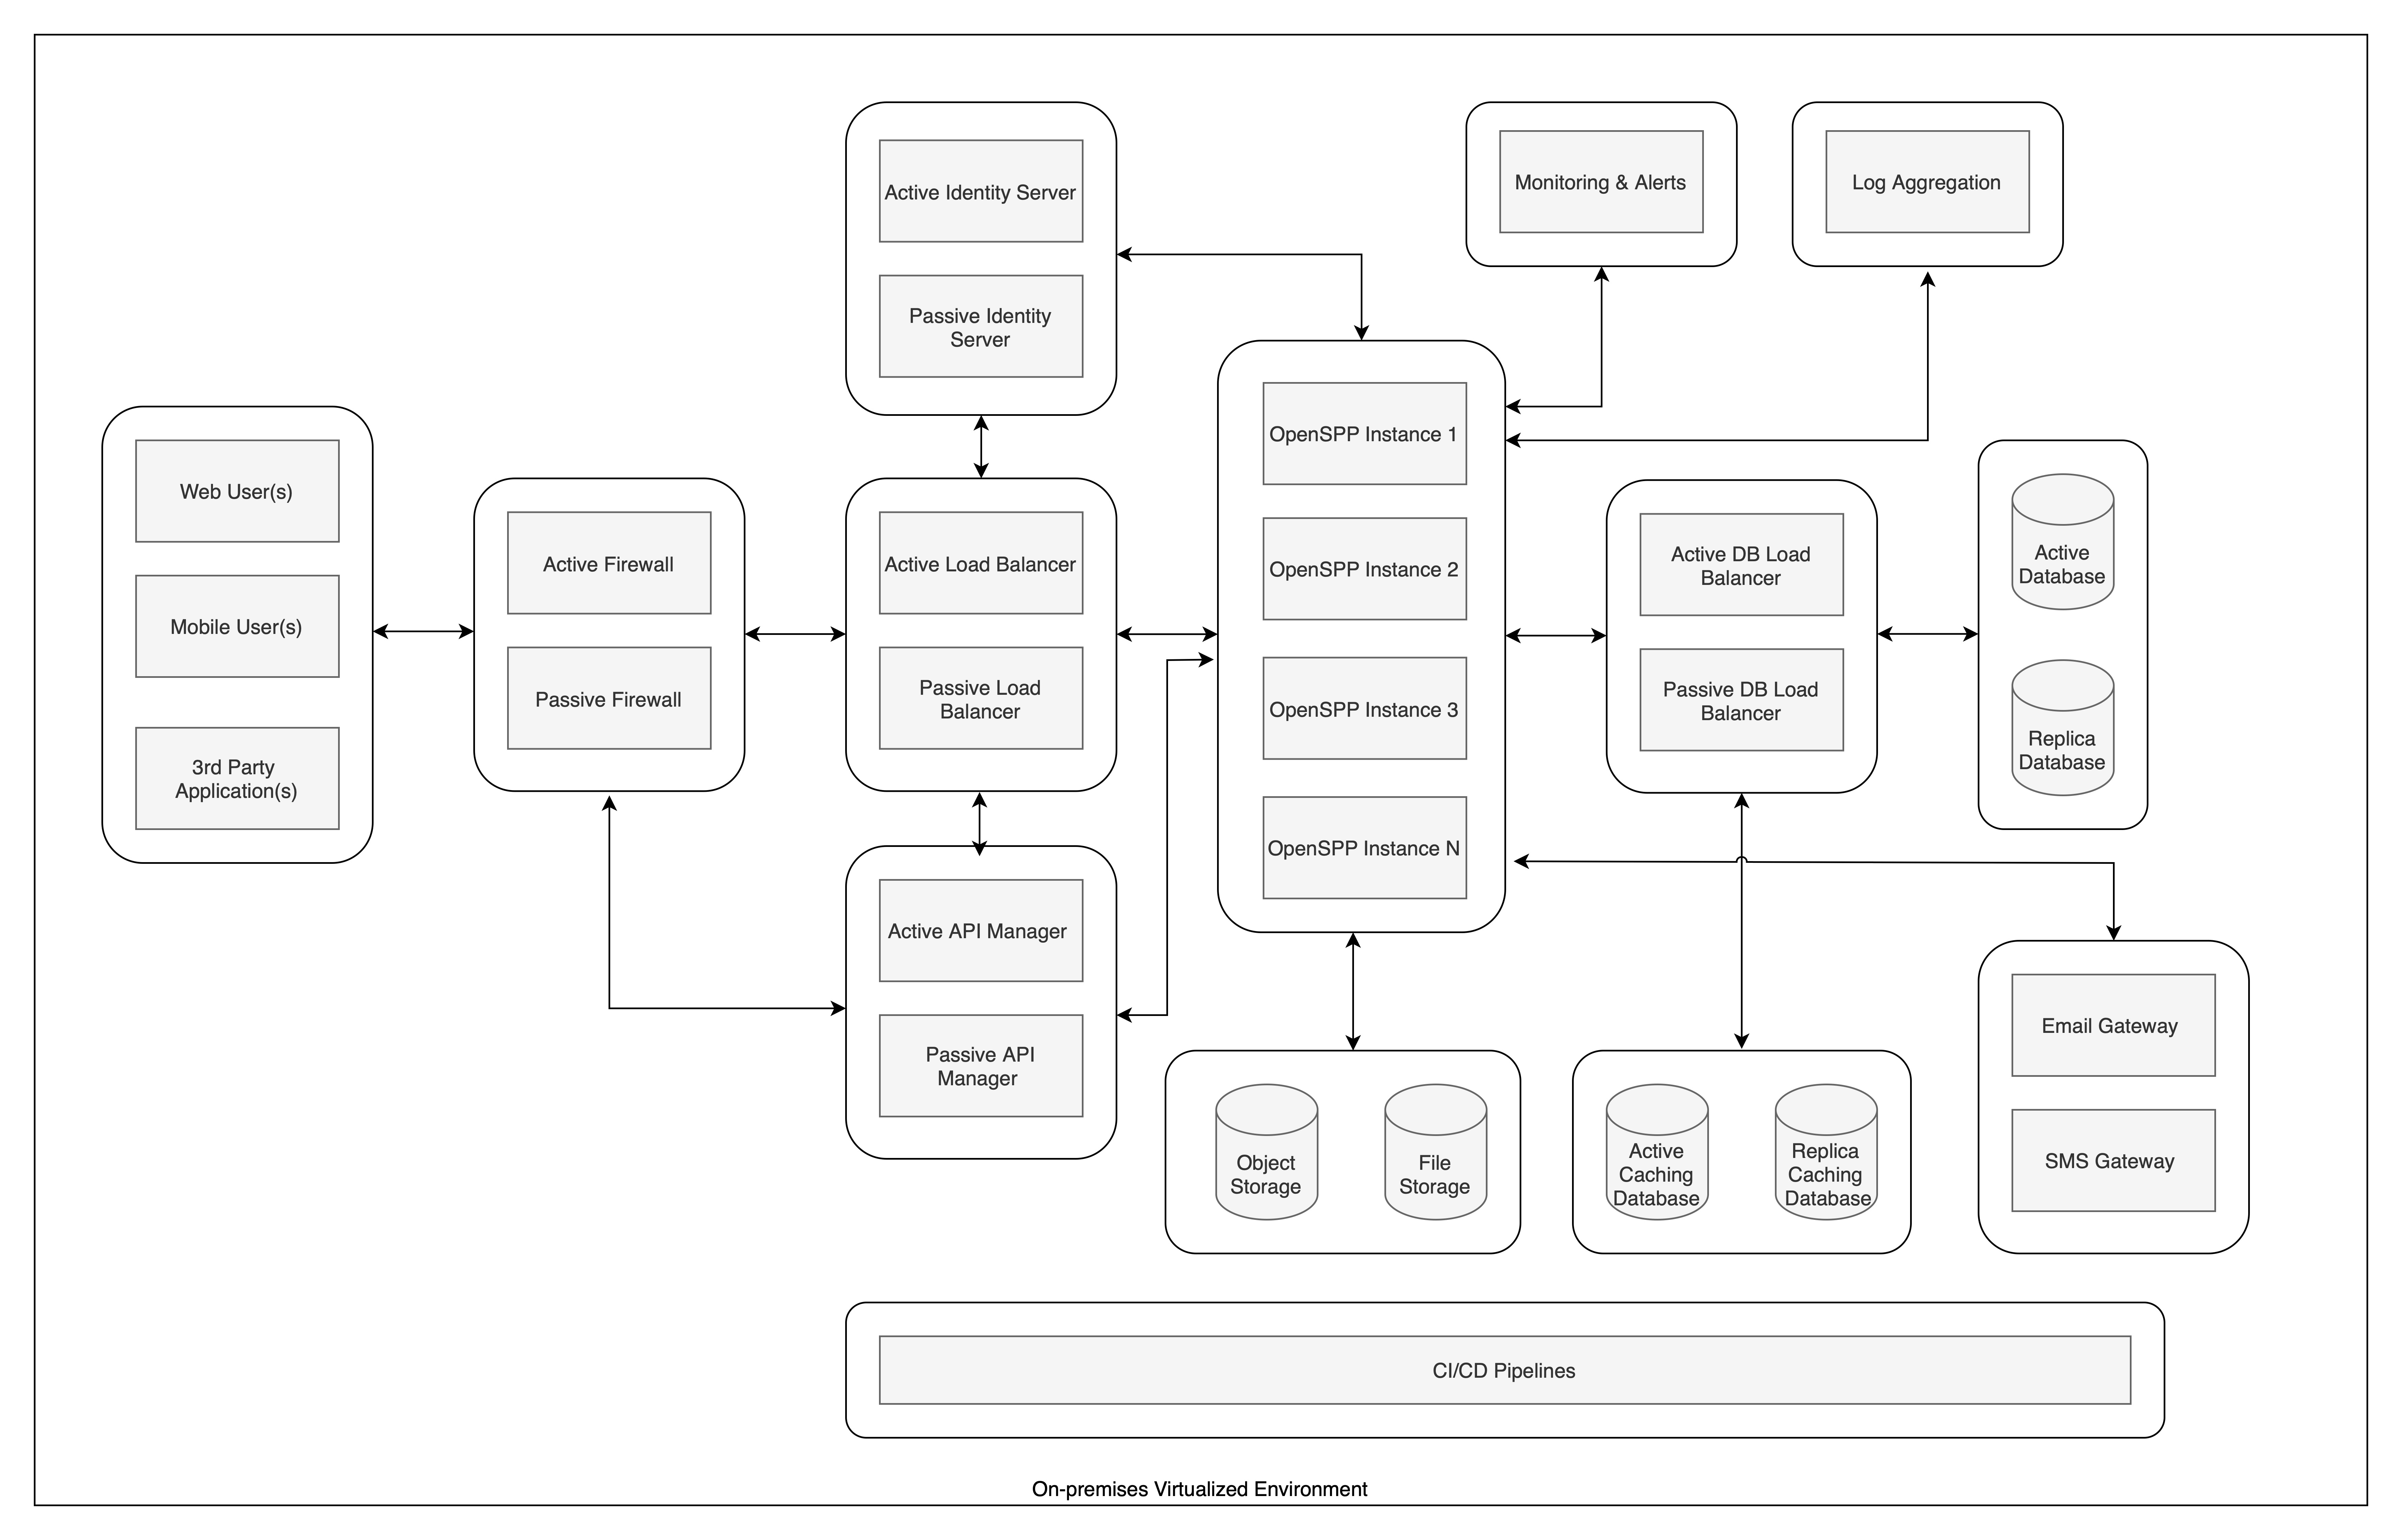 Active Identity Server
Passive Identity
Server
Monitoring & Alerts
Log Aggregation
Web User(s)
Mobile User(s)
3rd Party
Application(s)
Active Firewall
Passive Firewall
Active Load Balancer
Passive Load
Balancer
Active API Manager
Passive API
Manager
OpenSPP Instance 1
OpenSPP Instance 2
OpenSPP Instance 3
OpenSPP Instance N
Active DB Load
Balancer
Passive DB Load
Balancer
Active
Database
Replica
Database
Object
Storage
File
Storage
Active
Caching
Database
Replica
Caching
Database
Email Gateway
SMS Gateway
CI/CD Pipelines
On-premises Virtualized Environment